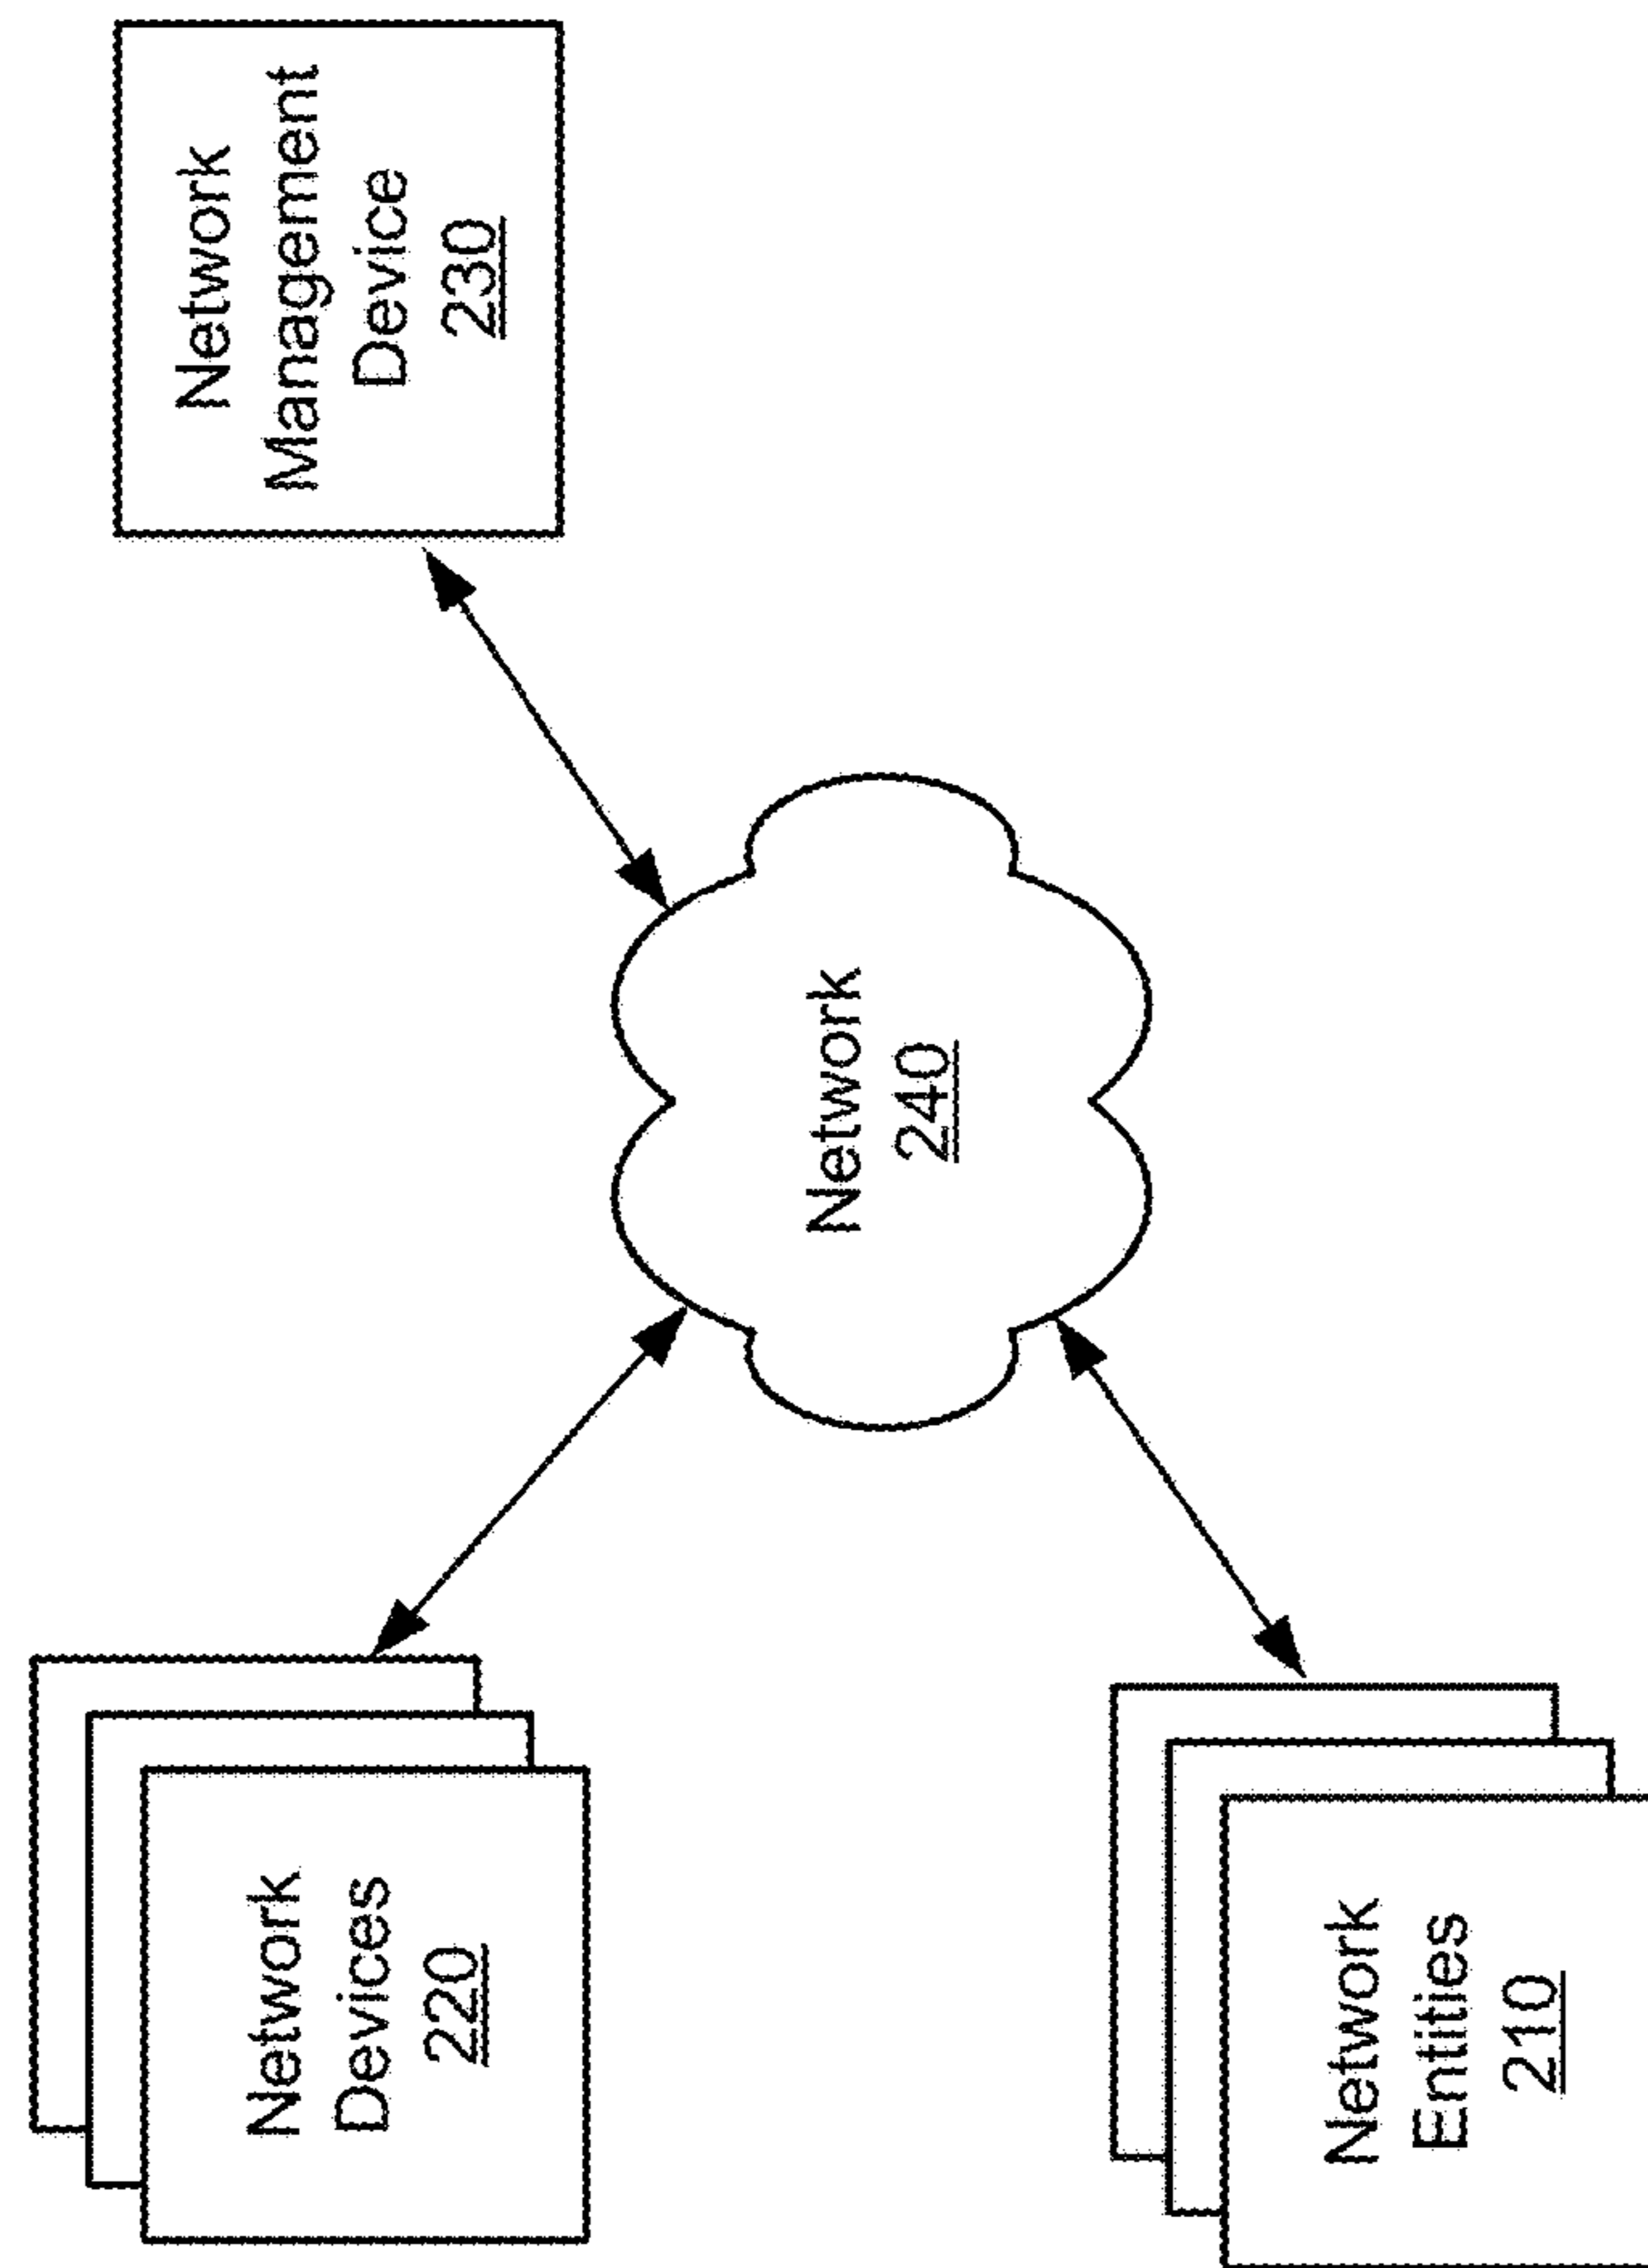 Network
Devices
220
Network
Management
Device
230
Network
240
Network
Entities
210